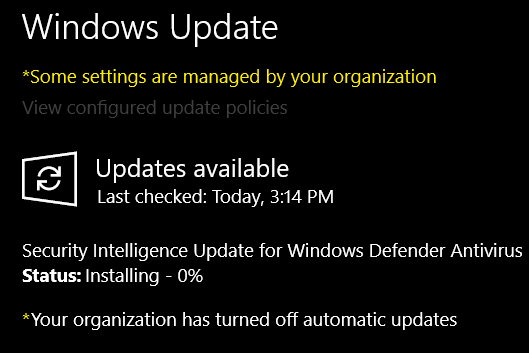 Windows Update
*Some settings are managed by your organization
View configured update policies
Updates available
Last checked: Today, 3:14 PM
Security Intelligence Update for Windows Defender Antivirus
Status: Installing - 0%
*Your organization has turned off automatic updates